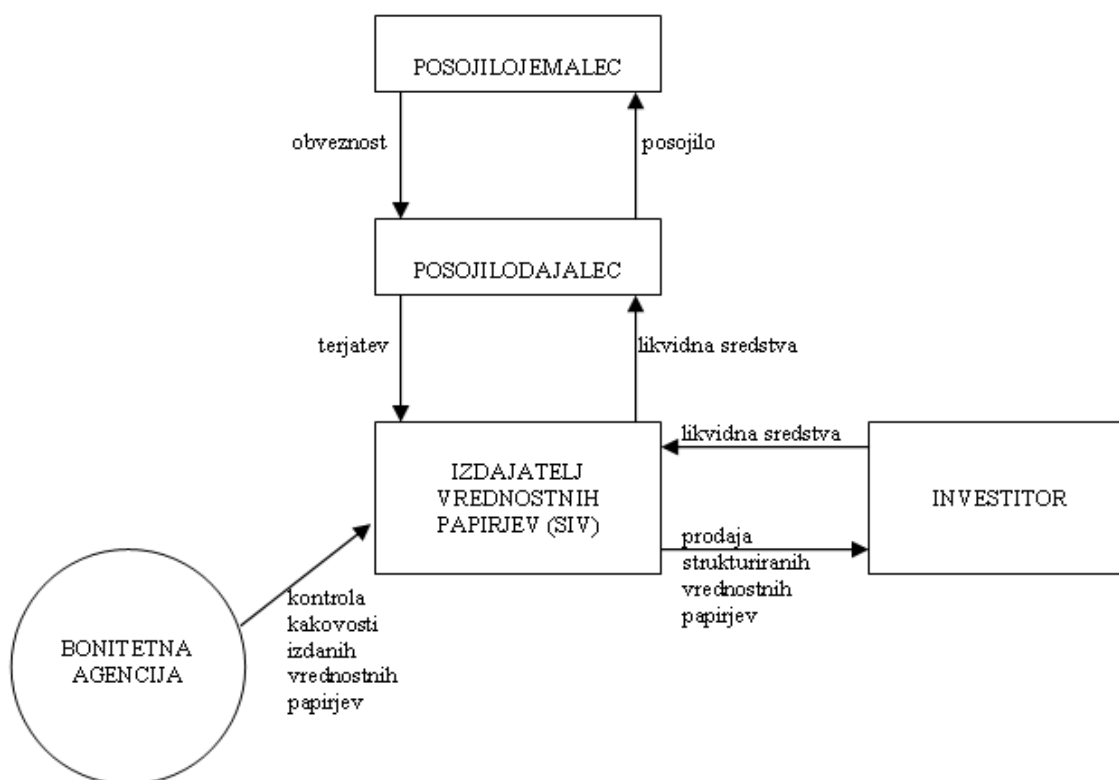 POSOJILOJEMALEC
obveznost
posojilo
POSOJILODAJALEC
terjatev
likvidna sredstva
likvidna sredstva
IZDAJATELJ
VREDNOSTNIH
PAPIRJEV (SIV)
INVESTITOR
prodaja
strukturiranih
vrednostnih
papirjev
kontrola
kakovosti
izdanih
vrednostnih
papirjev
BONITETNA
AGENCIJA